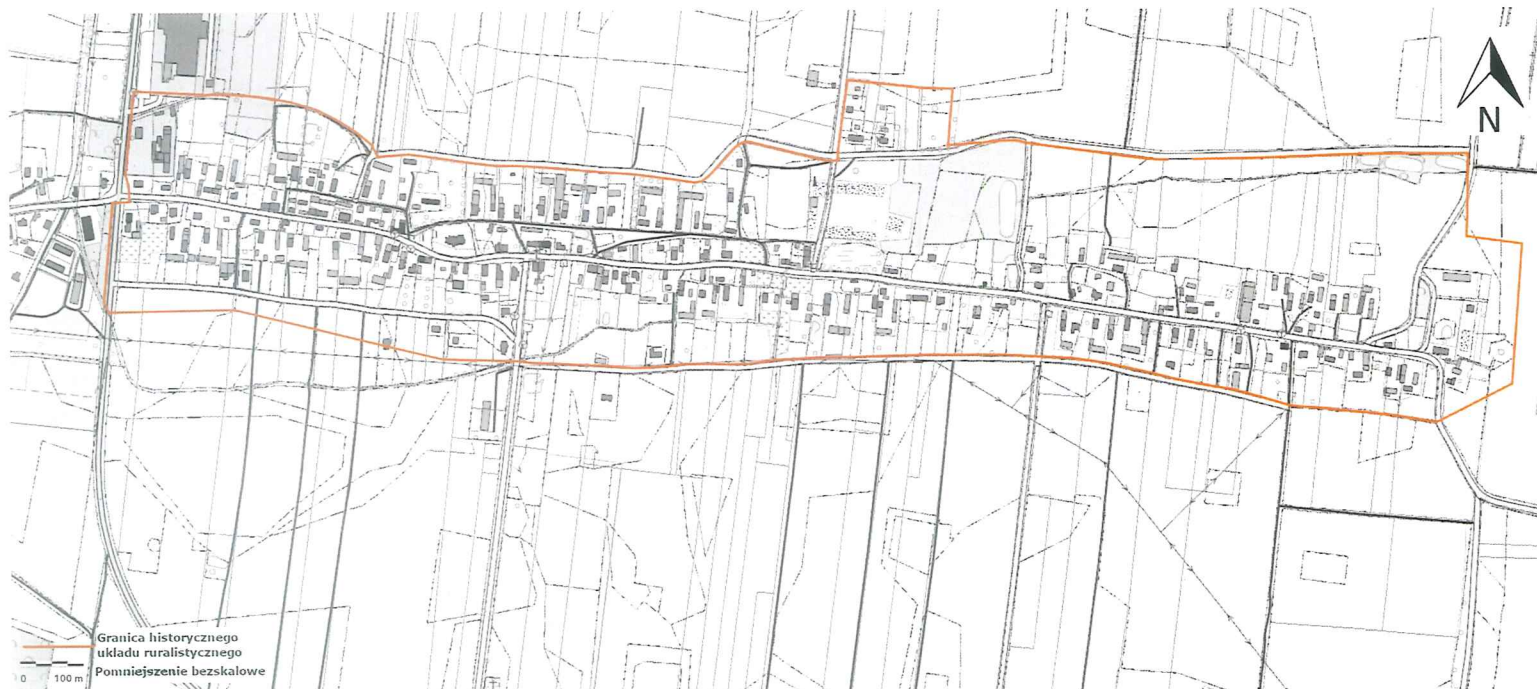 N
Granica historycznego
układu ruralistycznego
Pomniejszenie bezskalowe
0 100 m